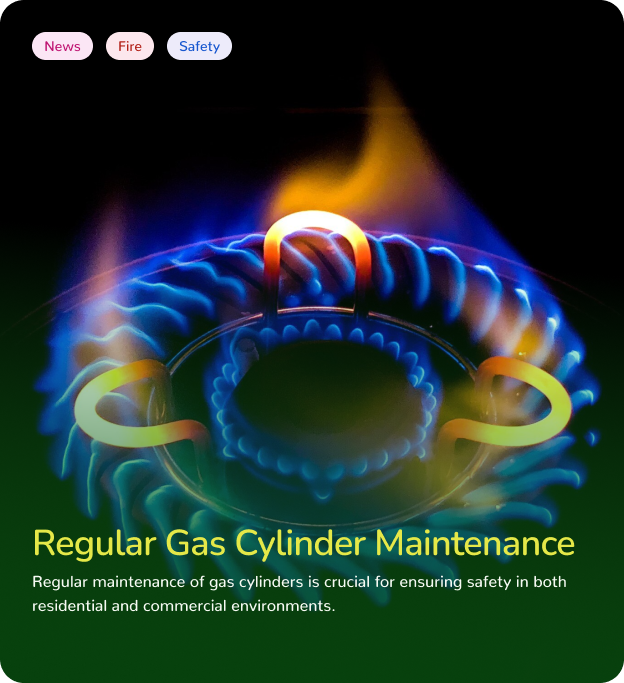 News Fire Safety
Regular Gas Cylinder Maintenance
Regular maintenance of gas cylinders is crucial for ensuring safety in both
residential and commercial environments.